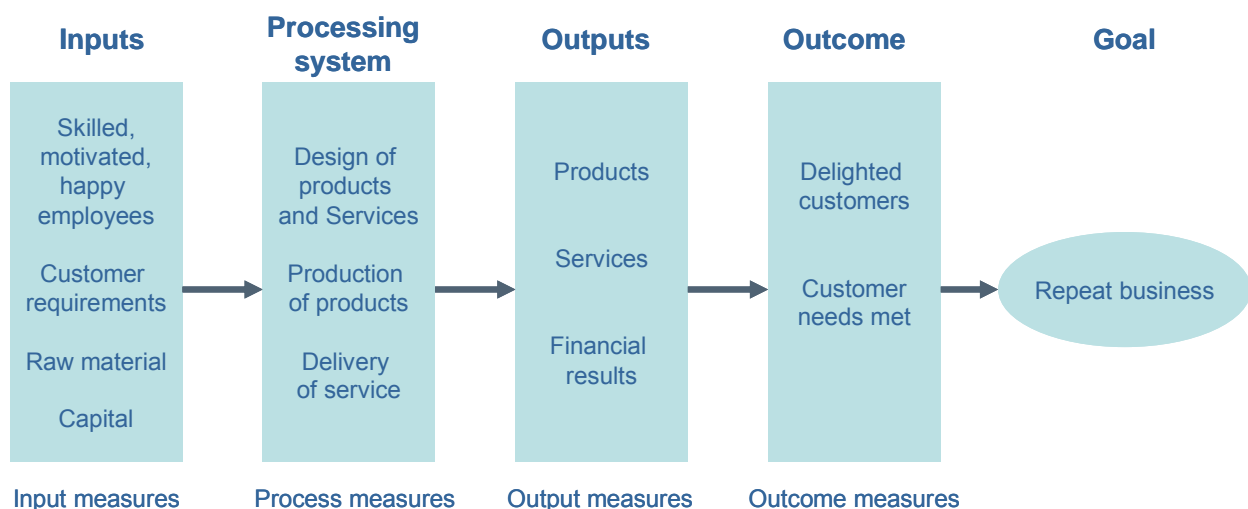 Inputs
Processing
system
Outputs
Outcome
Goal
Skilled,
motivated,
happy
employees
Customer
requirements
Raw material
Capital
Design of
products
and Services
Production
of products
Delivery
of service
Products
Services
Financial
results
Delighted
customers
Customer
needs met
Repeat business
Input measures
Process measures
Output measures
Outcome measures